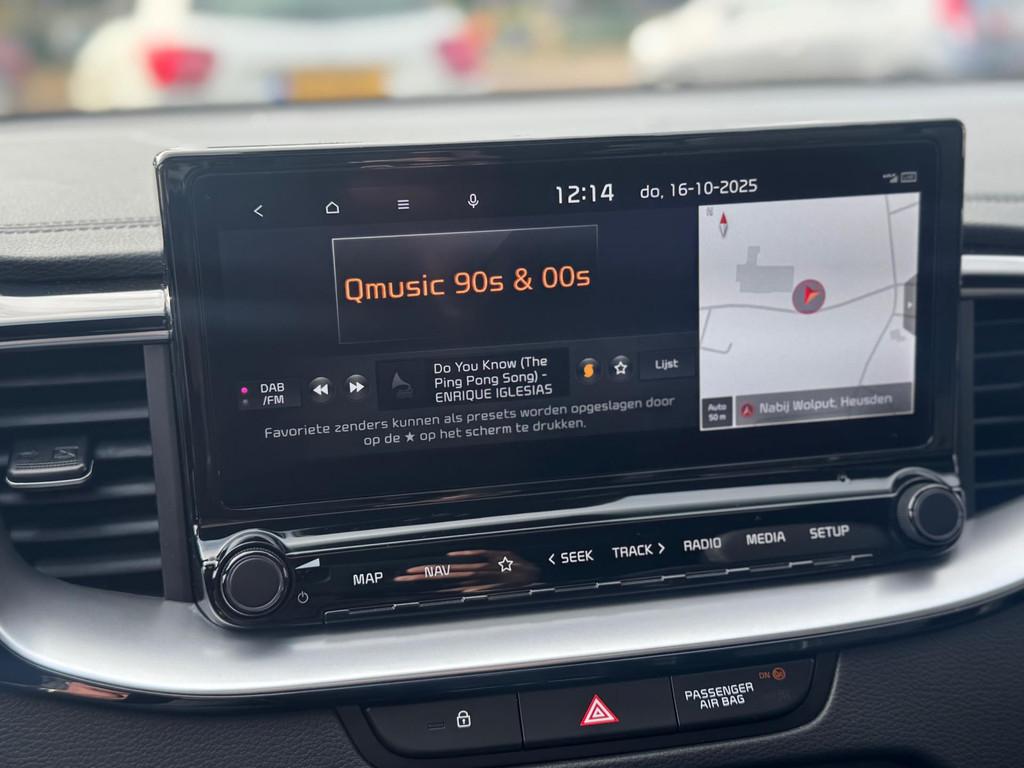 12:14 do, 16-10-2025
N
Qmusic 90s & 00s
DAB
/FM
Do You Know (The
Ping Pong Song) -
ENRIQUE IGLESIAS
Lijst
Favoriete zenders kunnen als presets worden opgeslagen door
op de ★ op het scherm te drukken.
Auto
50 m
Nabij Wolput, Heusden
MAP NAV < SEEK TRACK > RADIO MEDIA SETUP
PASSENGER
AIR BAG
ON